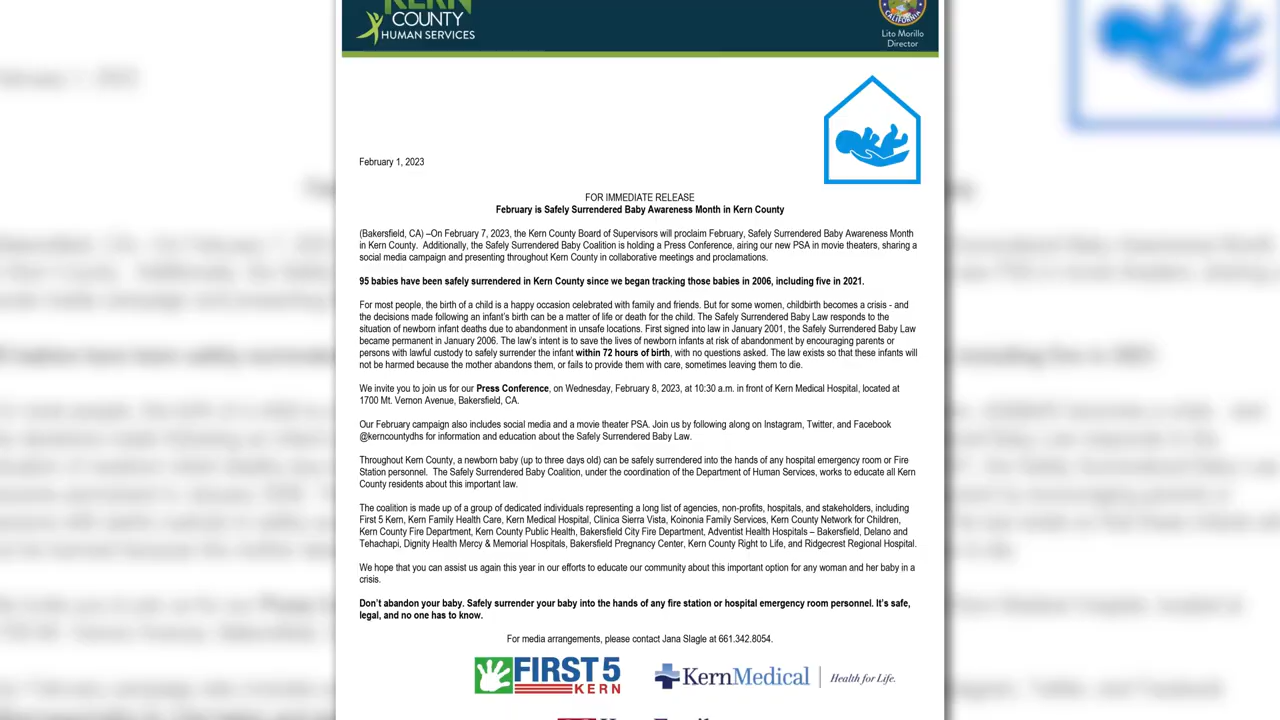 KERN
COUNTY
HUMAN SERVICES
CALIFORNIA
Lito Morillo
Director
February 1, 2023
FOR IMMEDIATE RELEASE
February is Safely Surrendered Baby Awareness Month in Kern County
(Bakersfield, CA) –On February 7, 2023, the Kern County Board of Supervisors will proclaim February, Safely Surrendered Baby Awareness Month
in Kern County. Additionally, the Safely Surrendered Baby Coalition is holding a Press Conference, airing our new PSA in movie theaters, sharing a
social media campaign and presenting throughout Kern County in collaborative meetings and proclamations.
95 babies have been safely surrendered in Kern County since we began tracking those babies in 2006, including five in 2021.
For most people, the birth of a child is a happy occasion celebrated with family and friends. But for some women, childbirth becomes a crisis - and
the decisions made following an infant's birth can be a matter of life or death for the child. The Safely Surrendered Baby Law responds to the
situation of newborn infant deaths due to abandonment in unsafe locations. First signed into law in January 2001, the Safely Surrendered Baby Law
became permanent in January 2006. The law's intent is to save the lives of newborn infants at risk of abandonment by encouraging parents or
persons with lawful custody to safely surrender the infant within 72 hours of birth, with no questions asked. The law exists so that these infants will
not be harmed because the mother abandons them, or fails to provide them with care, sometimes leaving them to die.
We invite you to join us for our Press Conference, on Wednesday, February 8, 2023, at 10:30 a.m. in front of Kern Medical Hospital, located at
1700 Mt. Vernon Avenue, Bakersfield, CA.
Our February campaign also includes social media and a movie theater PSA. Join us by following along on Instagram, Twitter, and Facebook
@kerncountydhs for information and education about the Safely Surrendered Baby Law.
Throughout Kern County, a newborn baby (up to three days old) can be safely surrendered into the hands of any hospital emergency room or Fire
Station personnel. The Safely Surrendered Baby Coalition, under the coordination of the Department of Human Services, works to educate all Kern
County residents about this important law.
The coalition is made up of a group of dedicated individuals representing a long list of agencies, non-profits, hospitals, and stakeholders, including
First 5 Kern, Kern Family Health Care, Kern Medical Hospital, Clinica Sierra Vista, Koinonia Family Services, Kern County Network for Children,
Kern County Fire Department, Kern County Public Health, Bakersfield City Fire Department, Adventist Health Hospitals – Bakersfield, Delano and
Tehachapi, Dignity Health Mercy & Memorial Hospitals, Bakersfield Pregnancy Center, Kern County Right to Life, and Ridgecrest Regional Hospital.
We hope that you can assist us again this year in our efforts to educate our community about this important option for any woman and her baby in a
crisis.
Don't abandon your baby. Safely surrender your baby into the hands of any fire station or hospital emergency room personnel. It's safe,
legal, and no one has to know.
For media arrangements, please contact Jana Slagle at 661.342.8054.
FIRST 5
KERN
KernMedical Health for Life.